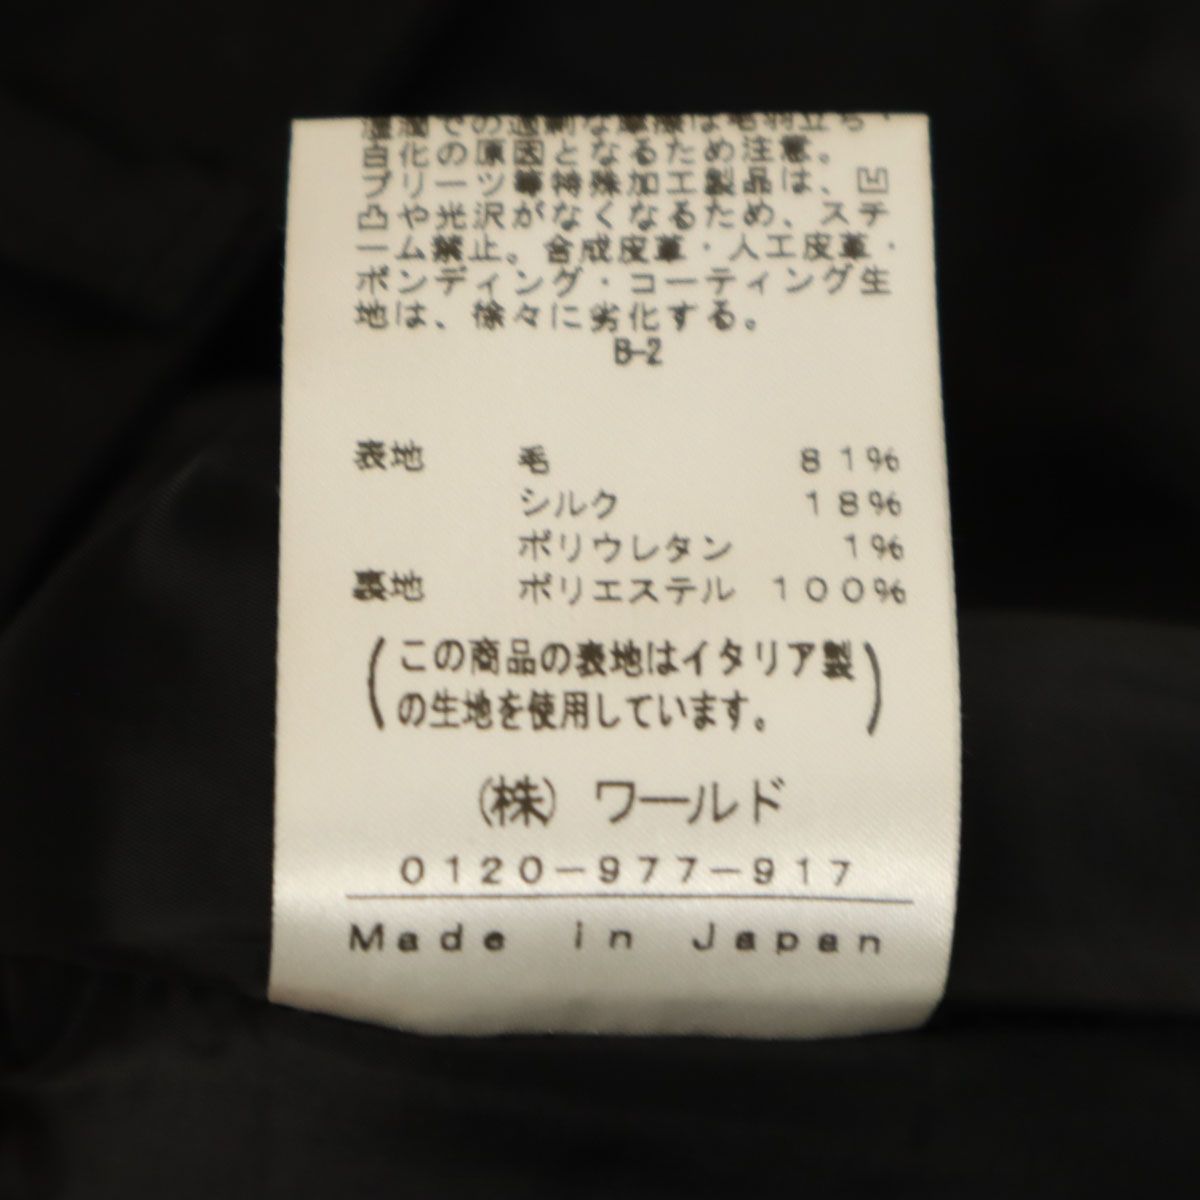 湿潤での過剰な摩擦は毛羽立ち・
白化の原因となるため注意。
プリーツ等特殊加工製品は、凹
凸や光沢がなくなるため、スチ
ーム禁止。合成皮革・人工皮革・
ボンディング・コーティング生
地は、徐々に劣化する。
B-2
表地 毛 81%
シルク 18%
ポリウレタン 1%
裏地 ポリエステル 100%
(この商品の表地はイタリア製
の生地を使用しています。)
(株) ワールド
0120-977-917
Made in Japan